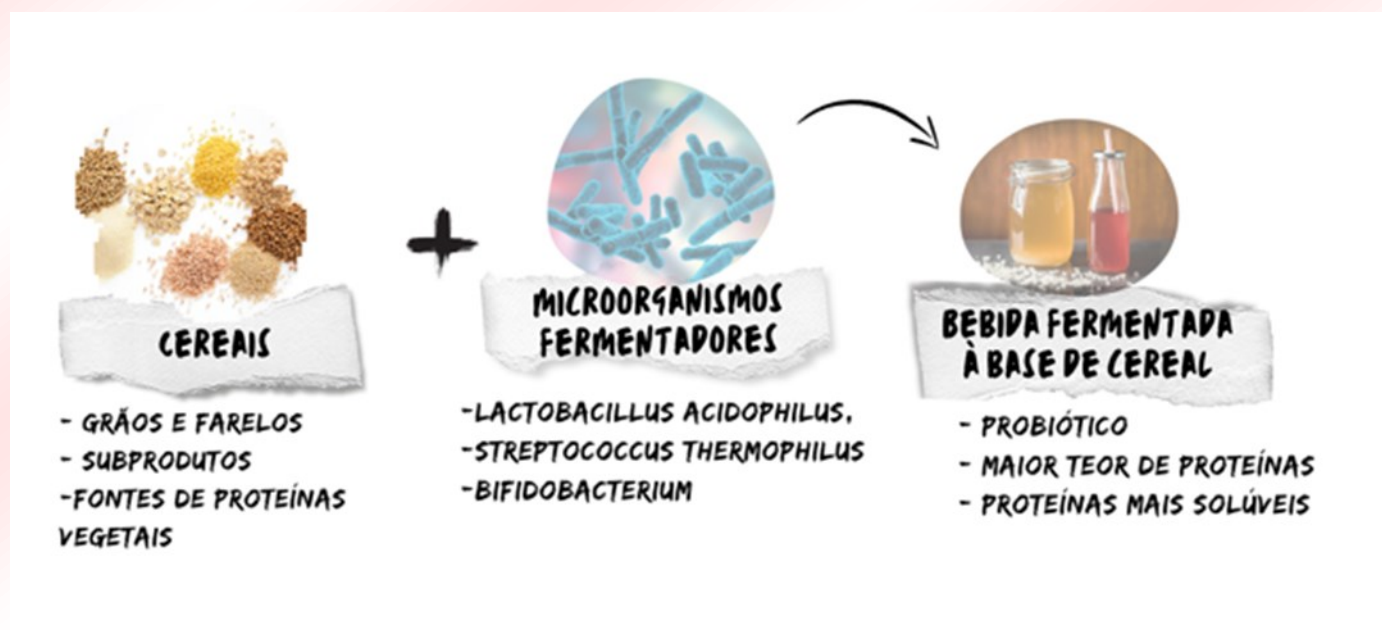 CEREAIS
- GRÃOS E FARELOS
- SUBPRODUTOS
-FONTES DE PROTEÍNAS
VEGETAIS
MICROORGANISMOS
FERMENTADORES
-LACTOBACILLUS ACIDOPHILUS,
-STREPTOCOCCUS THERMOPHILUS
-BIFIDOBACTERIUM
BEBIDA FERMENTADA
À BASE DE CEREAL
- PROBIÓTICO
- MAIOR TEOR DE PROTEÍNAS
- PROTEÍNAS MAIS SOLÚVEIS